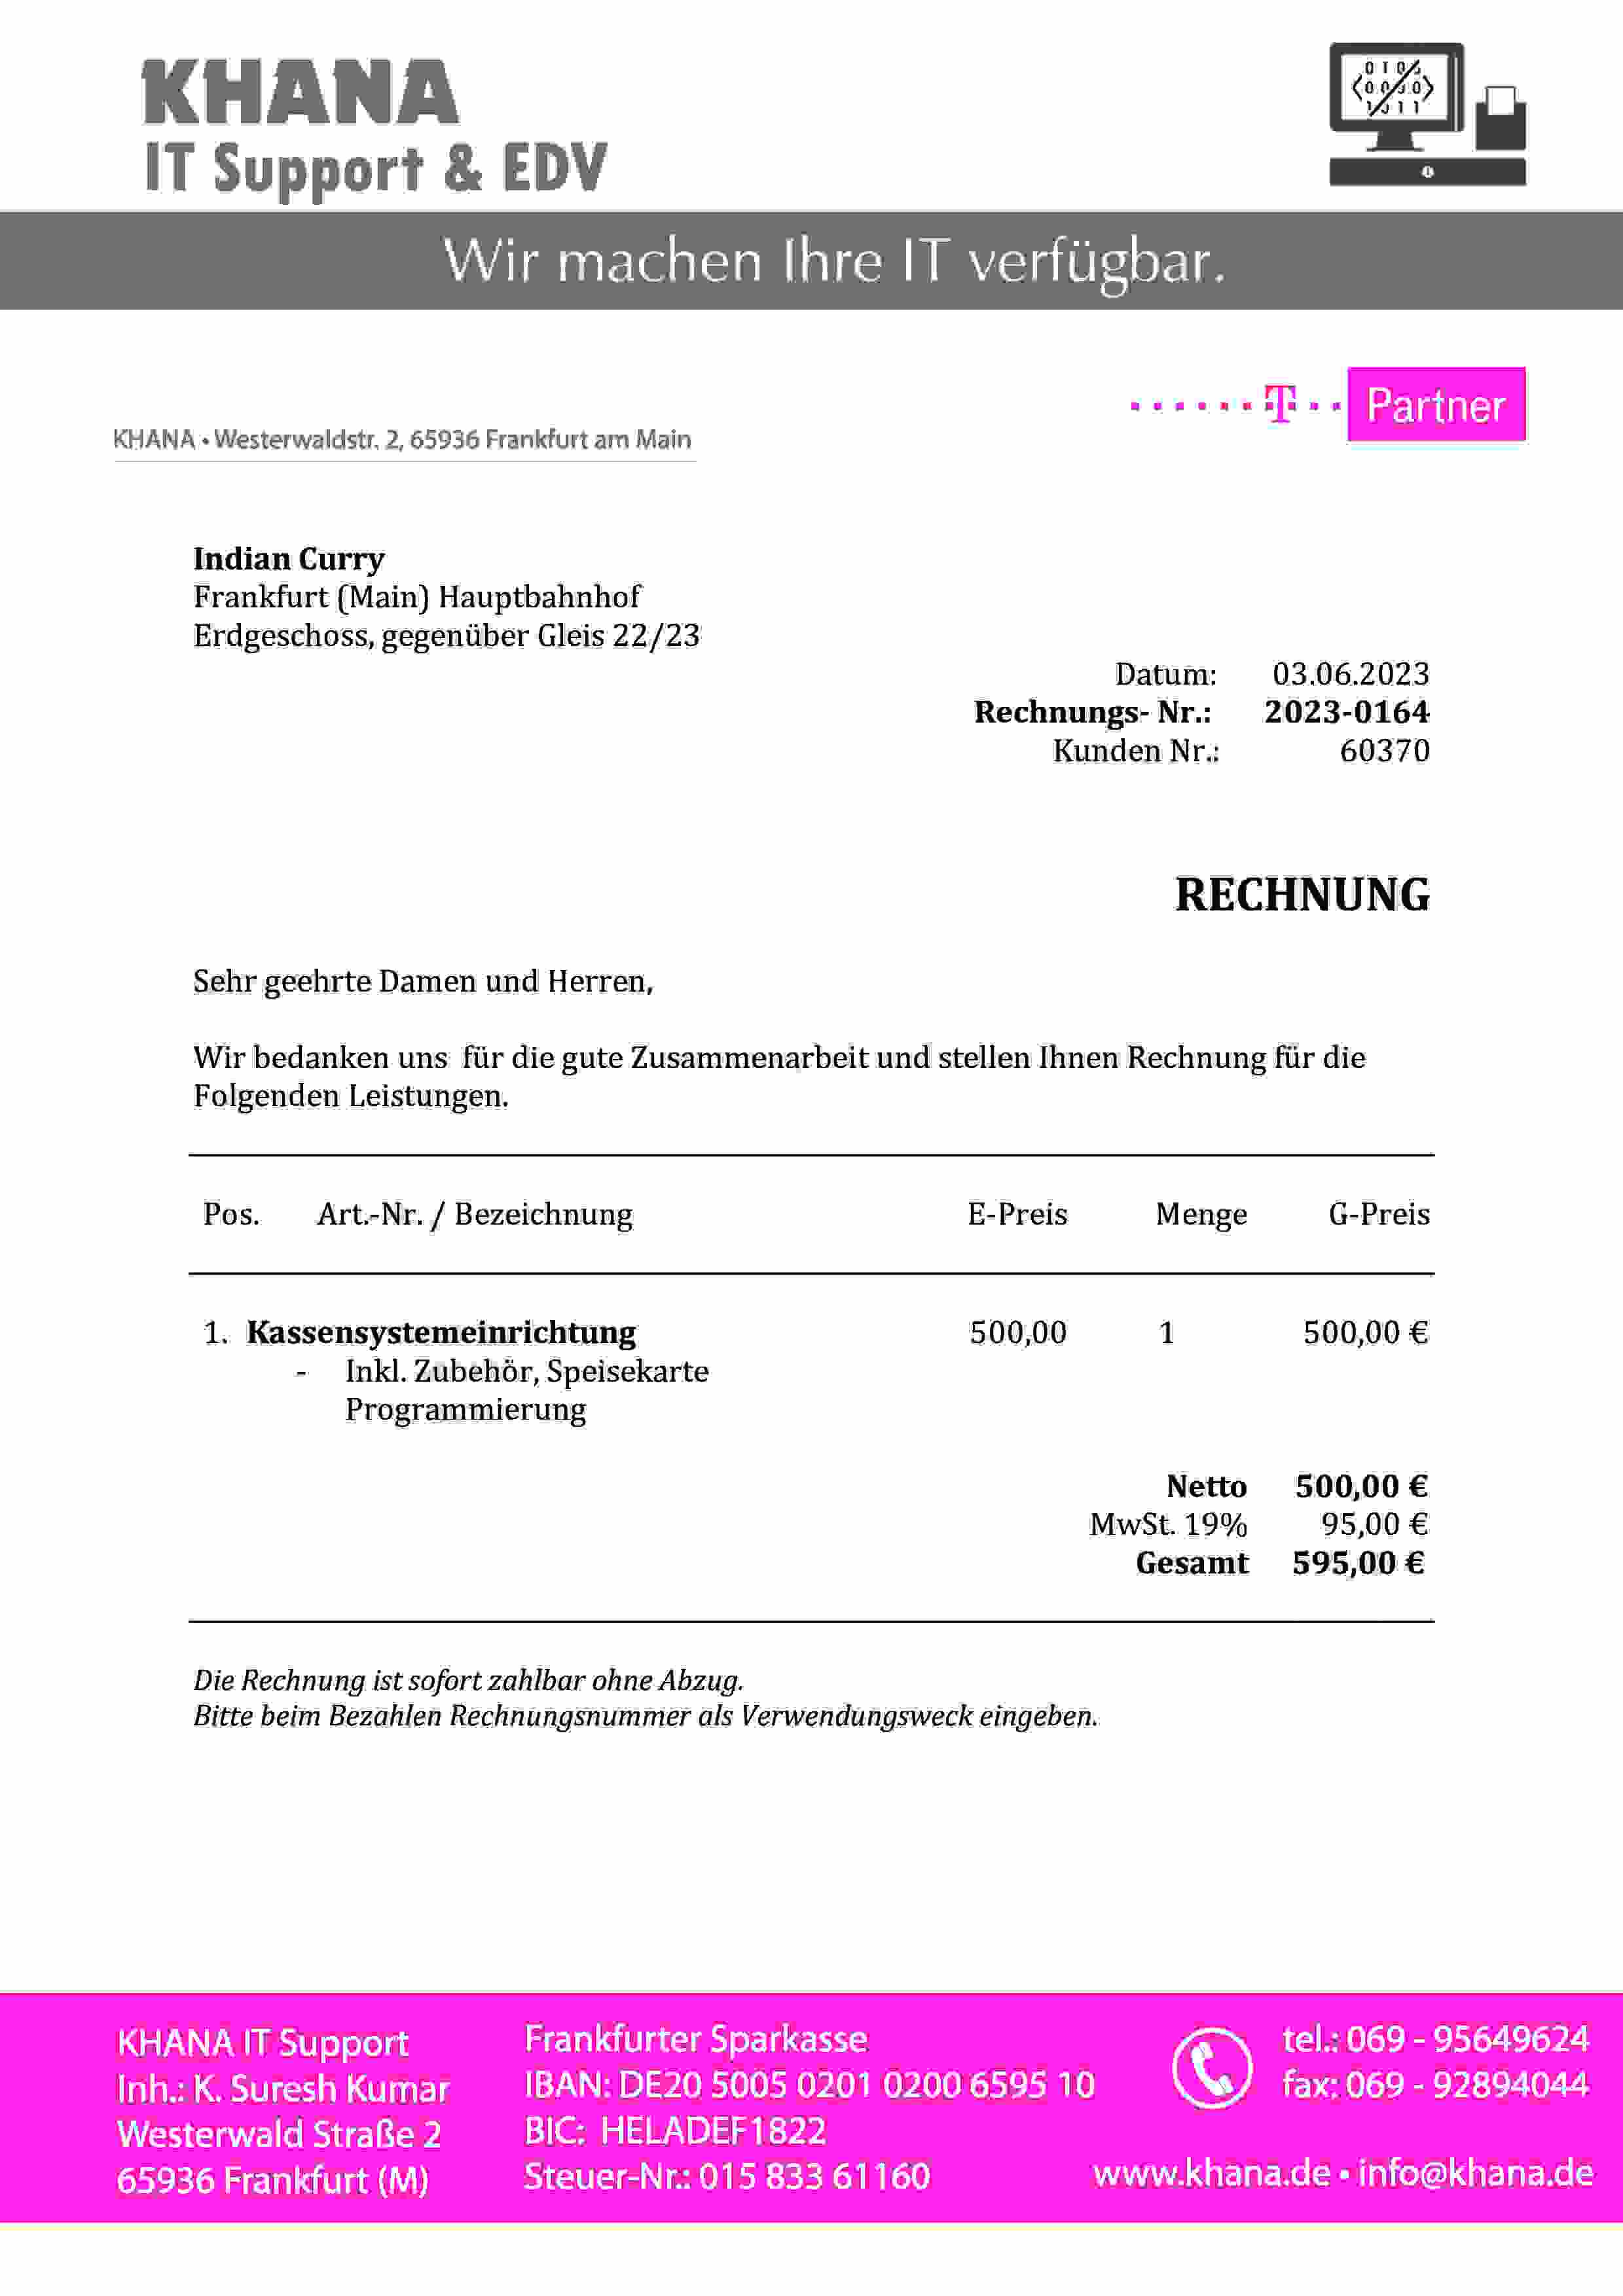 KHANA
IT Support & EDV
Wir machen Ihre IT verfügbar.
T Partner
KHANA • Westerwaldstr. 2, 65936 Frankfurt am Main
Indian Curry
Frankfurt (Main) Hauptbahnhof
Erdgeschoss, gegenüber Gleis 22/23
Datum: 03.06.2023
Rechnungs- Nr.: 2023-0164
Kunden Nr.: 60370
RECHNUNG
Sehr geehrte Damen und Herren,
Wir bedanken uns für die gute Zusammenarbeit und stellen Ihnen Rechnung für die
Folgenden Leistungen.
Pos. Art.-Nr. / Bezeichnung E-Preis Menge G-Preis
1. Kassensystemeinrichtung 500,00 1 500,00 €
- Inkl. Zubehör, Speisekarte
Programmierung
Netto 500,00 €
MwSt. 19% 95,00 €
Gesamt 595,00 €
Die Rechnung ist sofort zahlbar ohne Abzug.
Bitte beim Bezahlen Rechnungsnummer als Verwendungsweck eingeben.
KHANA IT Support
Inh.: K. Suresh Kumar
Westerwald Straße 2
65936 Frankfurt (M)
Frankfurter Sparkasse
IBAN: DE20 5005 0201 0200 6595 10
BIC: HELADEF1822
Steuer-Nr.: 015 833 61160
tel.: 069 - 95649624
fax: 069 - 92894044
www.khana.de • info@khana.de